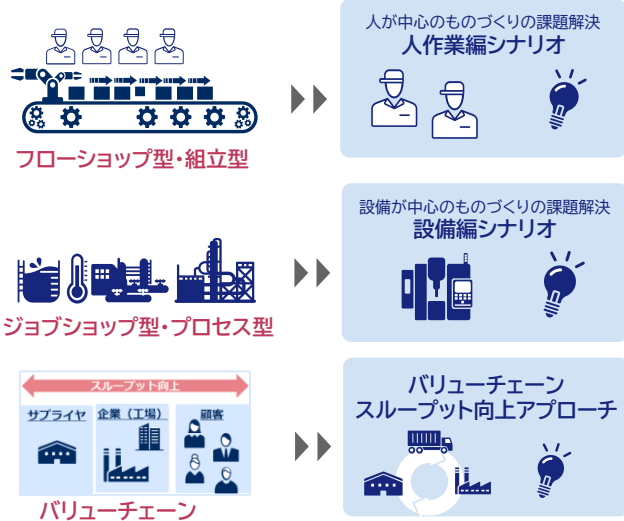 人が中心のものづくりの課題解決
人作業編シナリオ
フローショップ型・組立型
設備が中心のものづくりの課題解決
設備編シナリオ
ジョブショップ型・プロセス型
スループット向上
サプライヤ
企業（工場）
顧客
バリューチェーン
バリューチェーン
スループット向上アプローチ